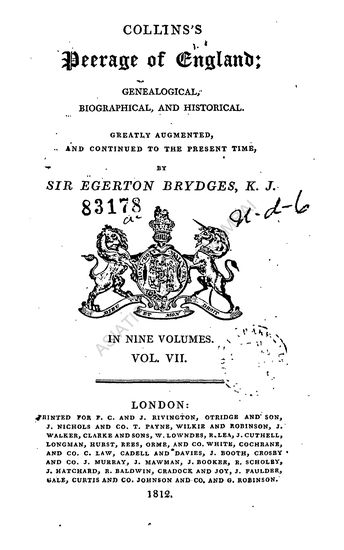 COLLINS'S
Peerage of England;
GENEALOGICAL,
BIOGRAPHICAL, AND HISTORICAL.
GREATLY AUGMENTED,
AND CONTINUED TO THE PRESENT TIME,
BY
SIR EGERTON BRYDGES, K. J.
83178
DIEU ET MON DROIT
IN NINE VOLUMES.
VOL. VII.
LONDON:
PRINTED FOR F. C. AND J. RIVINGTON, OTRIDGE AND SON,
J. NICHOLS AND CO. T. PAYNE, WILKIE AND ROBINSON, J.
WALKER, CLARKE AND SONS, W. LOWNDES, R. LEA, J. CUTHELL,
LONGMAN, HURST, REES, ORME, AND CO. WHITE, COCHRANE,
AND CO. C. LAW, CADELL AND DAVIES, J. BOOTH, CROSBY
AND CO. J. MURRAY, J. MAWMAN, J. BOOKER, R. SCHOLEY,
J. HATCHARD, R. BALDWIN, CRADOCK AND JOY, J. FAULDER,
GALE, CURTIS AND CO. JOHNSON AND CO. AND G. ROBINSON.
1812.